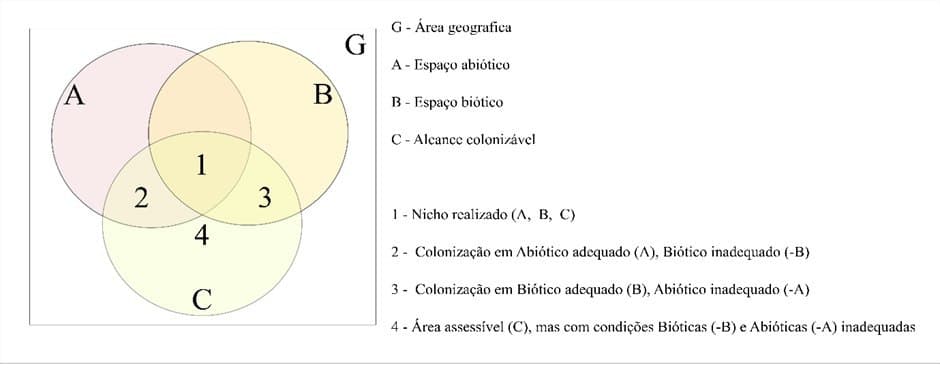 G
A
B
1
2
3
4
C
G - Área geografica
A - Espaço abiótico
B - Espaço biótico
C - Alcance colonizável
1 - Nicho realizado (A, B, C)
2 - Colonização em Abiótico adequado (A), Biótico inadequado (-B)
3 - Colonização em Biótico adequado (B), Abiótico inadequado (-A)
4 - Área assessível (C), mas com condições Bióticas (-B) e Abióticas (-A) inadequadas